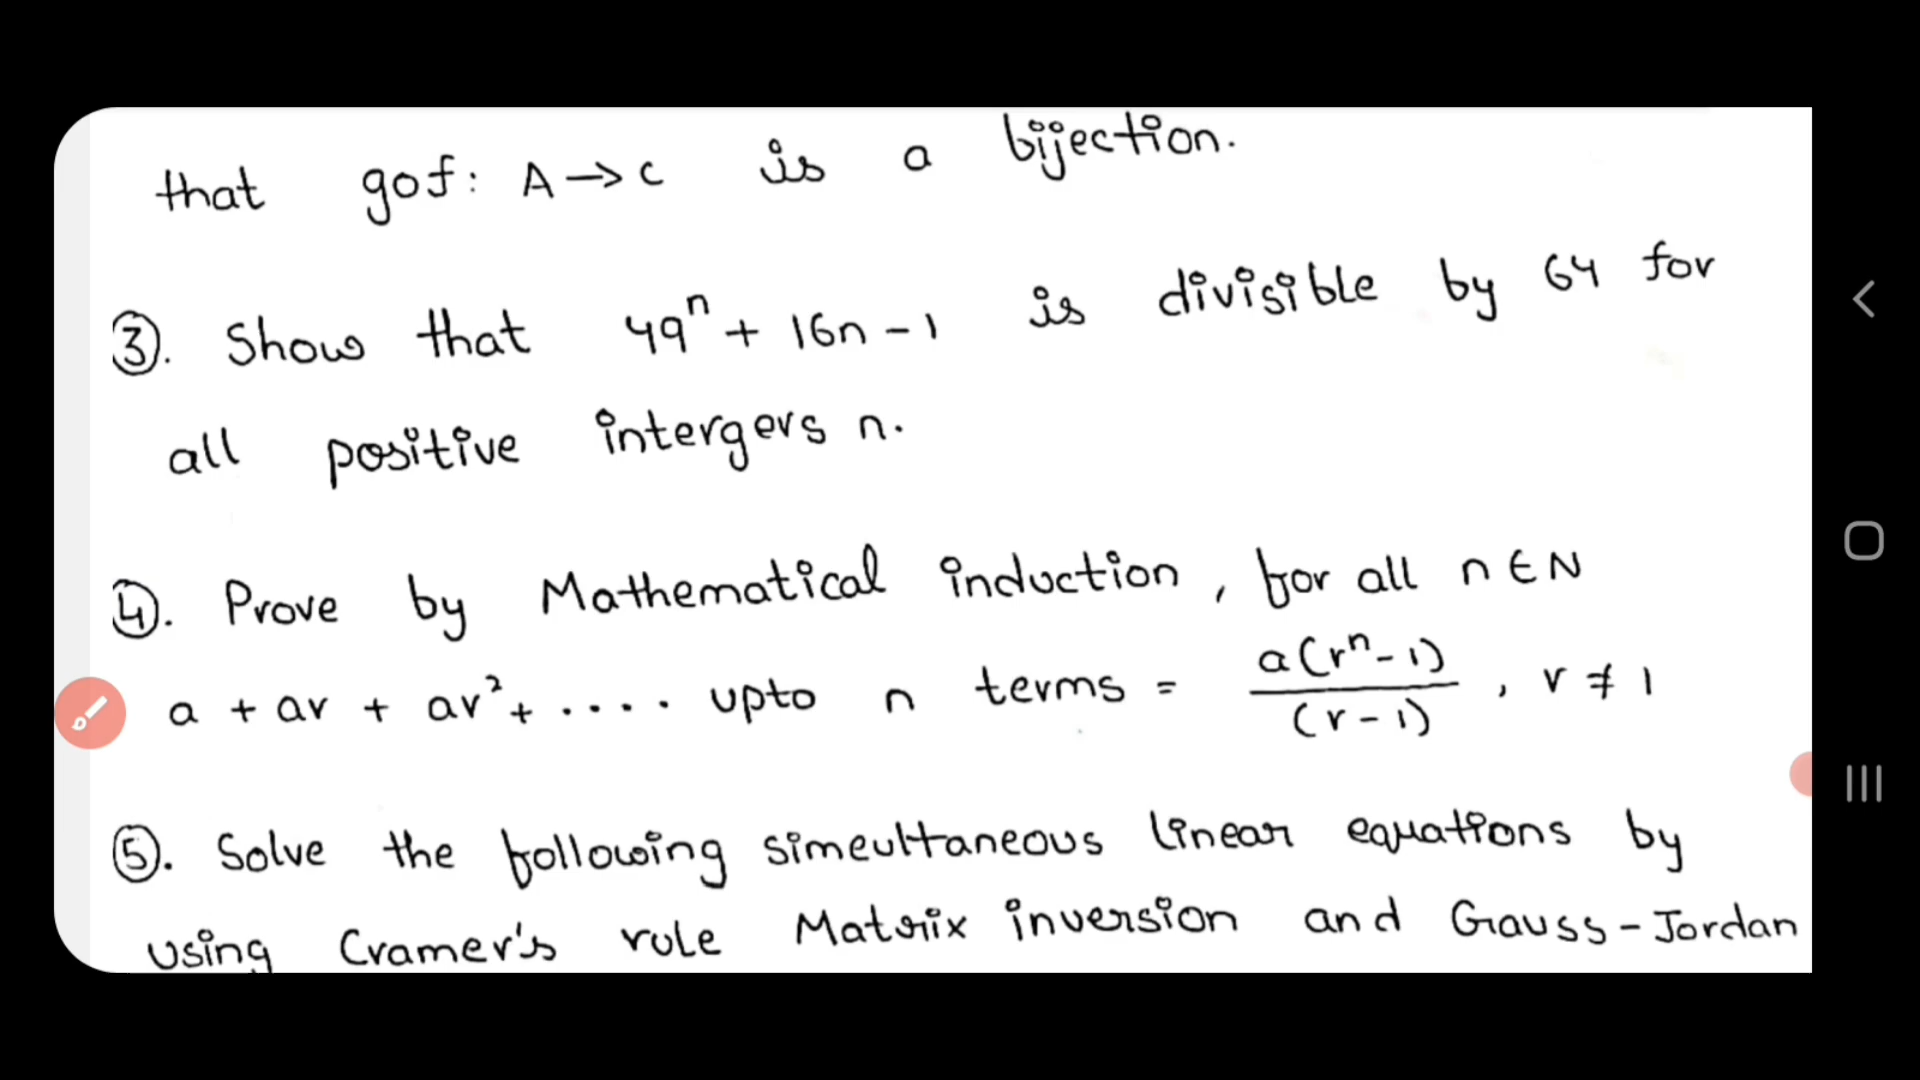 that gof: A → C is a bijection.
③. Show that 49ⁿ + 16n - 1 is divisible by 64 for
all positive intergers n.
④. Prove by Mathematical induction, for all n ∈ N
a + ar + ar² + .... upto n terms = a(rⁿ - 1) / (r - 1), r ≠ 1
⑤. Solve the following simeultaneous linear equations by
using Cramer's rule Matrix inversion and Gauss-Jordan